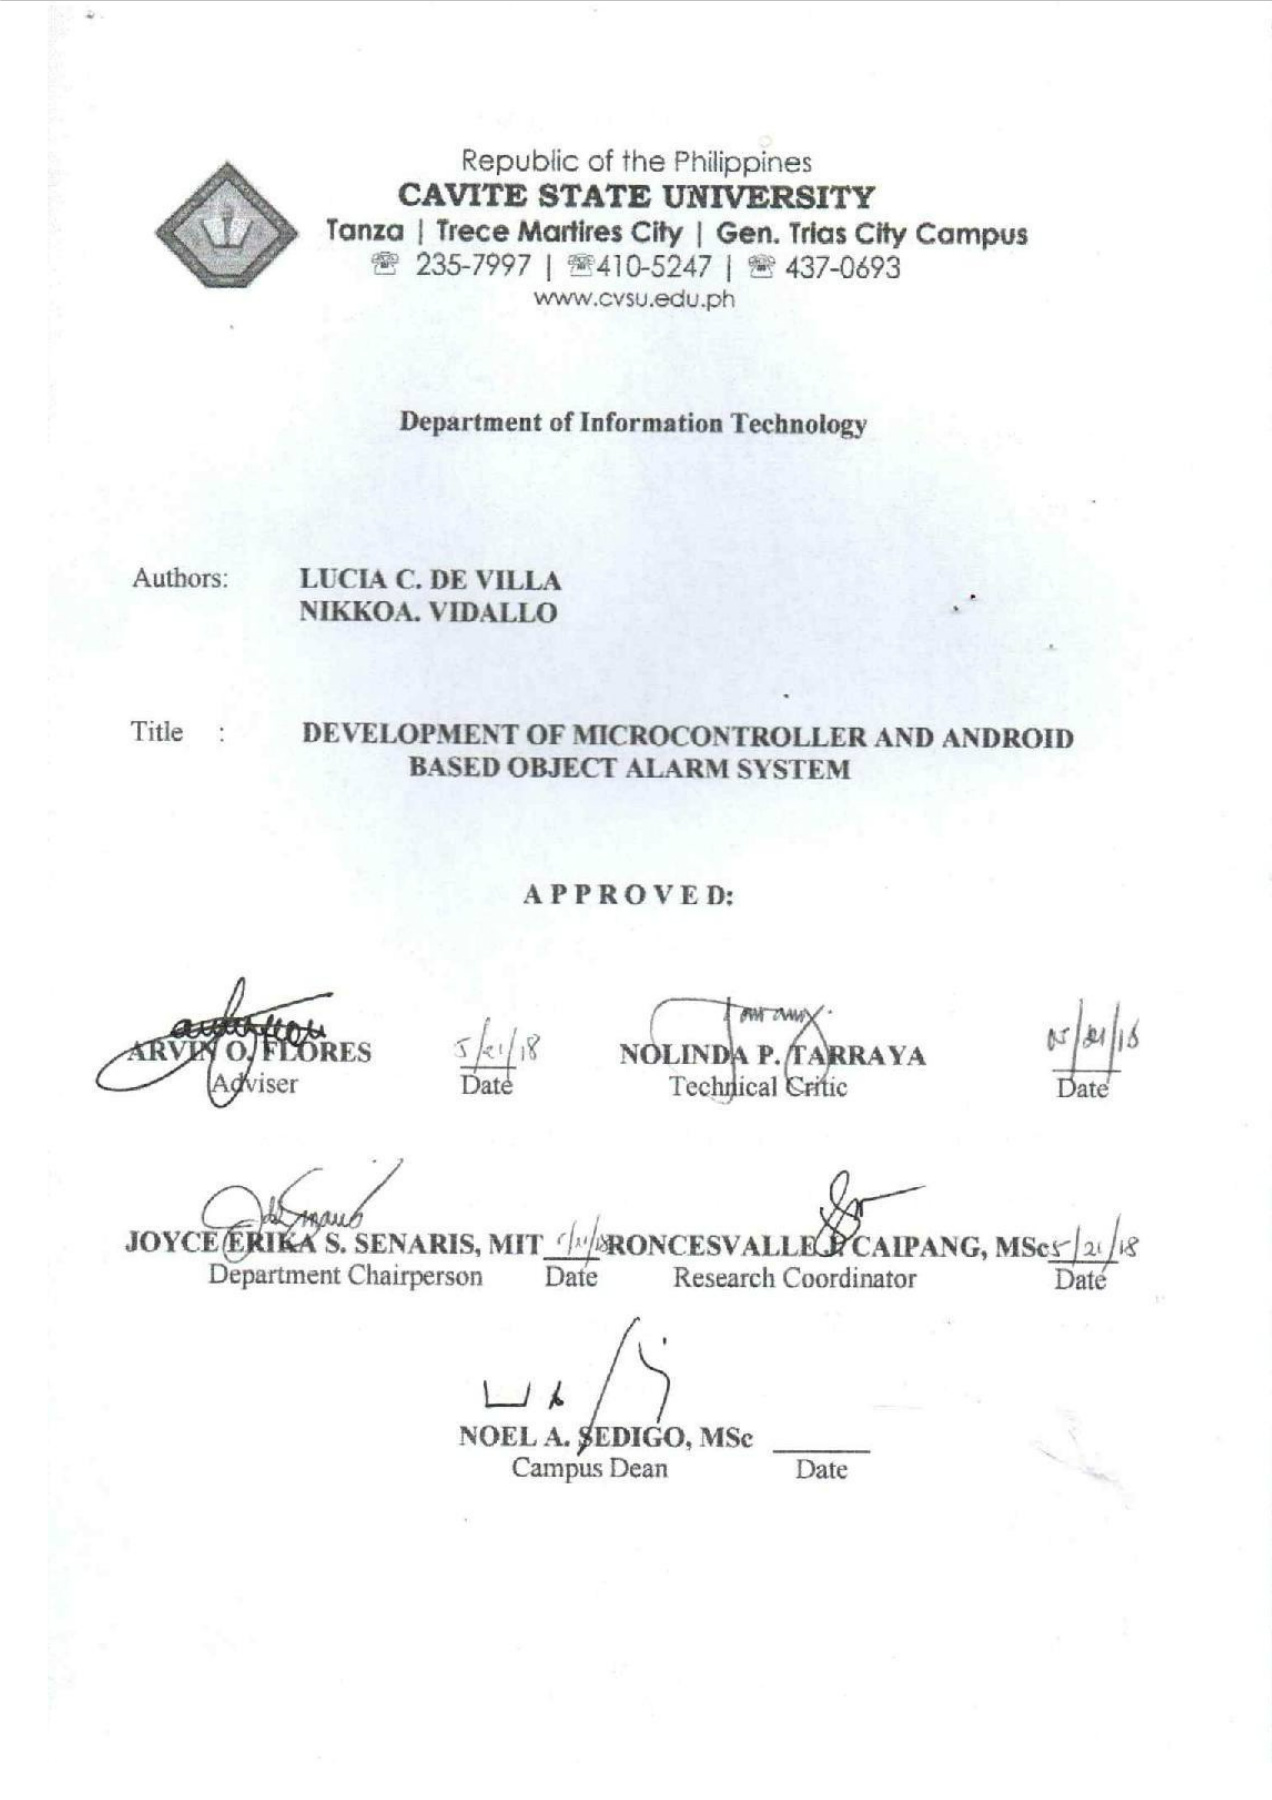 Republic of the Philippines
CAVITE STATE UNIVERSITY
Tanza | Trece Martires City | Gen. Trias City Campus
☏ 235-7997 | ☏410-5247 | ☏ 437-0693
www.cvsu.edu.ph
Department of Information Technology
Authors: LUCIA C. DE VILLA
NIKKOA. VIDALLO
Title : DEVELOPMENT OF MICROCONTROLLER AND ANDROID
BASED OBJECT ALARM SYSTEM
A P P R O V E D:
ARVIN O. FLORES 5/21/18 NOLINDA P. TARRAYA 05/21/18
Adviser Date Technical Critic Date
JOYCE ERIKA S. SENARIS, MIT 5/21/18 RONCESVALLE J. CAIPANG, MSc 5/21/18
Department Chairperson Date Research Coordinator Date
NOEL A. SEDIGO, MSc
Campus Dean Date